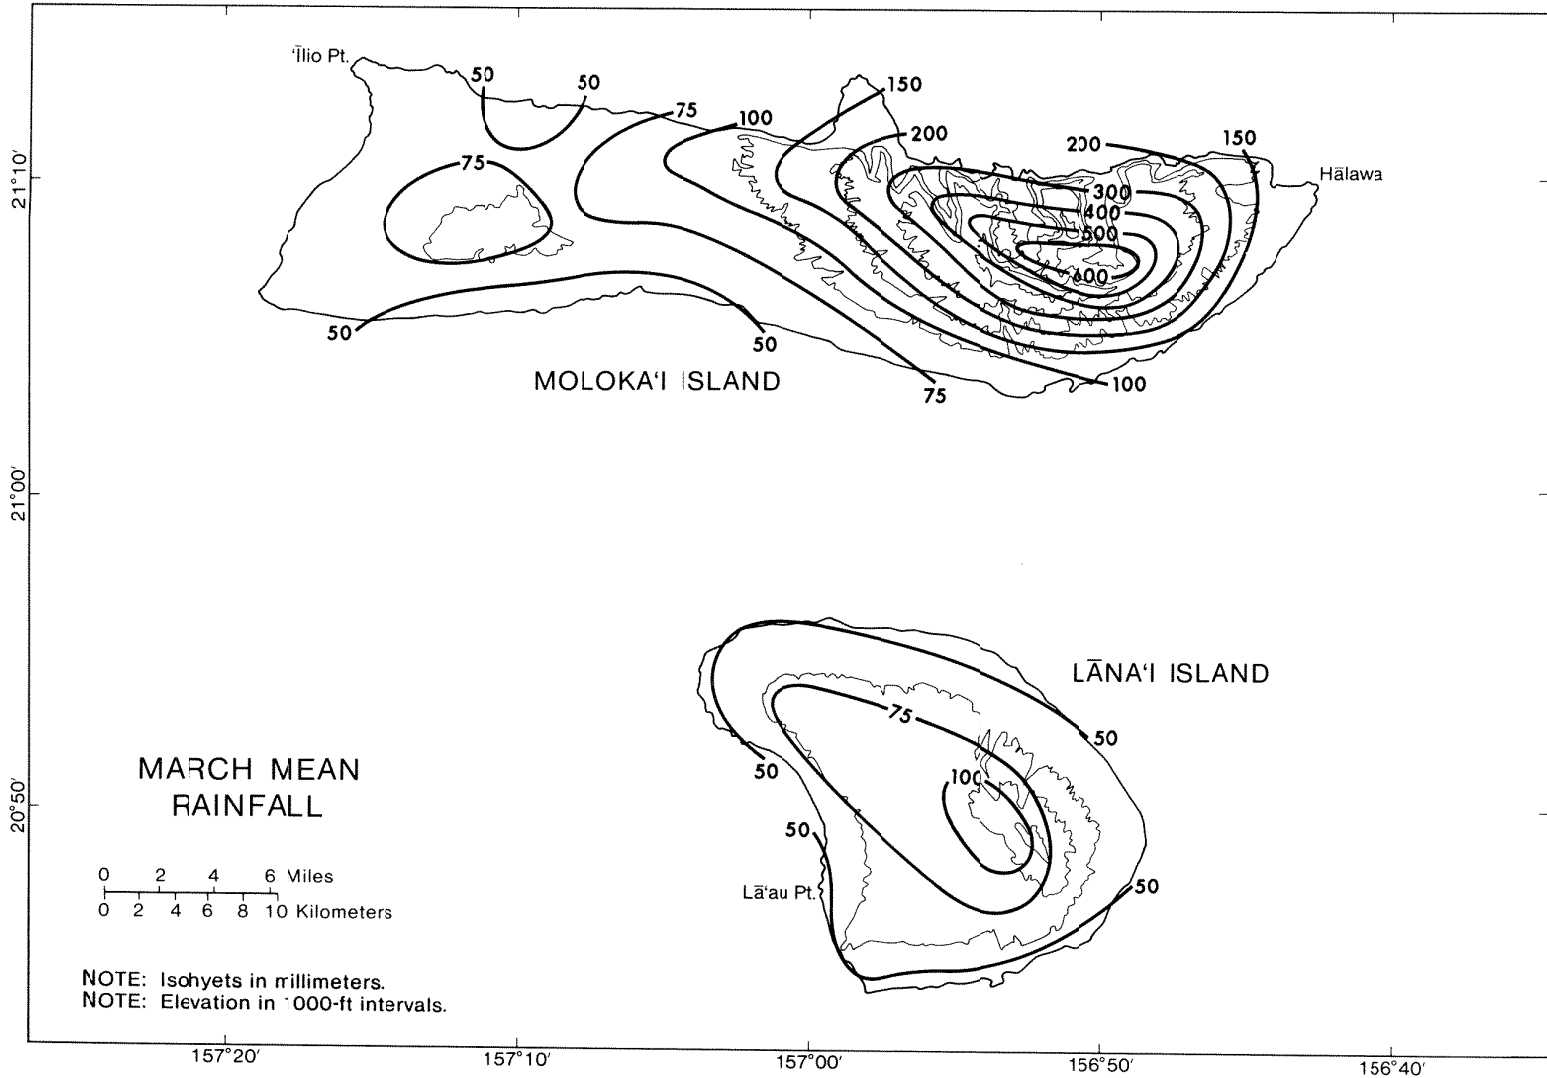 ʻĪlio Pt.
50
50
75
100
150
200
200
150
75
Hālawa
300
400
500
600
50
50
75
100
MOLOKAʻI ISLAND
21°10′
21°00′
20°50′
LĀNAʻI ISLAND
75
50
50
100
50
50
Lāʻau Pt.
MARCH MEAN
RAINFALL
0 2 4 6 Miles
0 2 4 6 8 10 Kilometers
NOTE: Isohyets in millimeters.
NOTE: Elevation in 1000-ft intervals.
157°20′ 157°10′ 157°00′ 156°50′ 156°40′